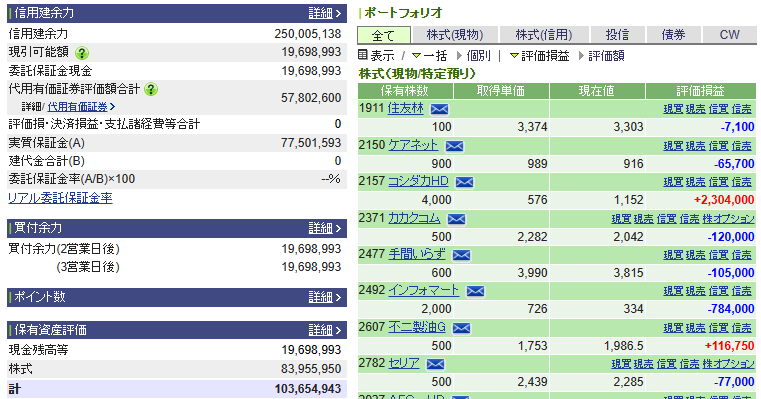 信用建余力 詳細
信用建余力 250,005,138
現引可能額 ? 19,698,993
委託保証金現金 19,698,993
代用有価証券評価額合計 ?
詳細/ 代用有価証券 57,802,600
評価損・決済損益・支払諸経費等合計 0
実質保証金(A) 77,501,593
建代金合計(B) 0
委託保証金率(A/B)×100 --%
リアル委託保証金率
買付余力 詳細
買付余力(2営業日後) 19,698,993
(3営業日後) 19,698,993
ポイント数 詳細
保有資産評価 詳細
現金残高等 19,698,993
株式 83,955,950
計 103,654,943
ポートフォリオ
全て 株式(現物) 株式(信用) 投信 債券 CW
表示 / 一括 個別 | 評価損益 評価額
株式(現物/特定預り)
保有株数 取得単価 現在値 評価損益
1911 住友林 現買 現売 信買 信売
100 3,374 3,303 -7,100
2150 ケアネット 現買 現売 信買 信売
900 989 916 -65,700
2157 コシダカHD 現買 現売 信買 信売
4,000 576 1,152 +2,304,000
2371 カカクコム 現買 現売 信買 信売 株オプション
500 2,282 2,042 -120,000
2477 手間いらず 現買 現売 信買 信売
600 3,990 3,815 -105,000
2492 インフォマート 現買 現売 信買 信売
2,000 726 334 -784,000
2607 不二製油G 現買 現売 信買 信売
500 1,753 1,986.5 +116,750
2782 セリア 現買 現売 信買 信売 株オプション
500 2,439 2,285 -77,000